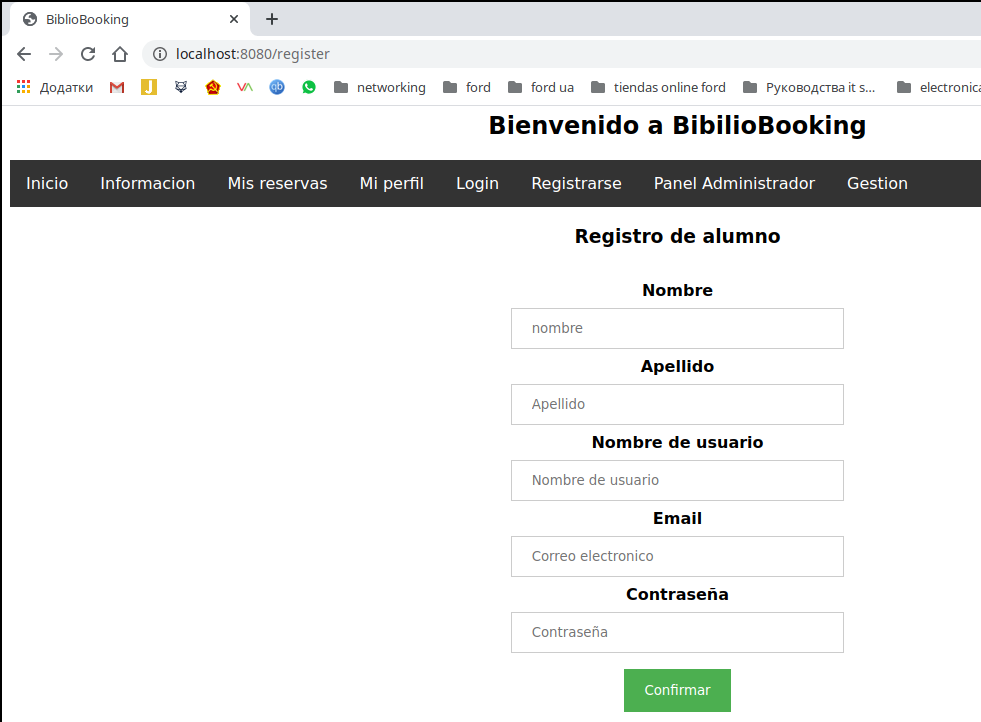 BiblioBooking
localhost:8080/register
Додатки networking ford ford ua tiendas online ford Руководства it s... electronica
Bienvenido a BibilioBooking
Inicio Informacion Mis reservas Mi perfil Login Registrarse Panel Administrador Gestion
Registro de alumno
Nombre
nombre
Apellido
Apellido
Nombre de usuario
Nombre de usuario
Email
Correo electronico
Contraseña
Contraseña
Confirmar